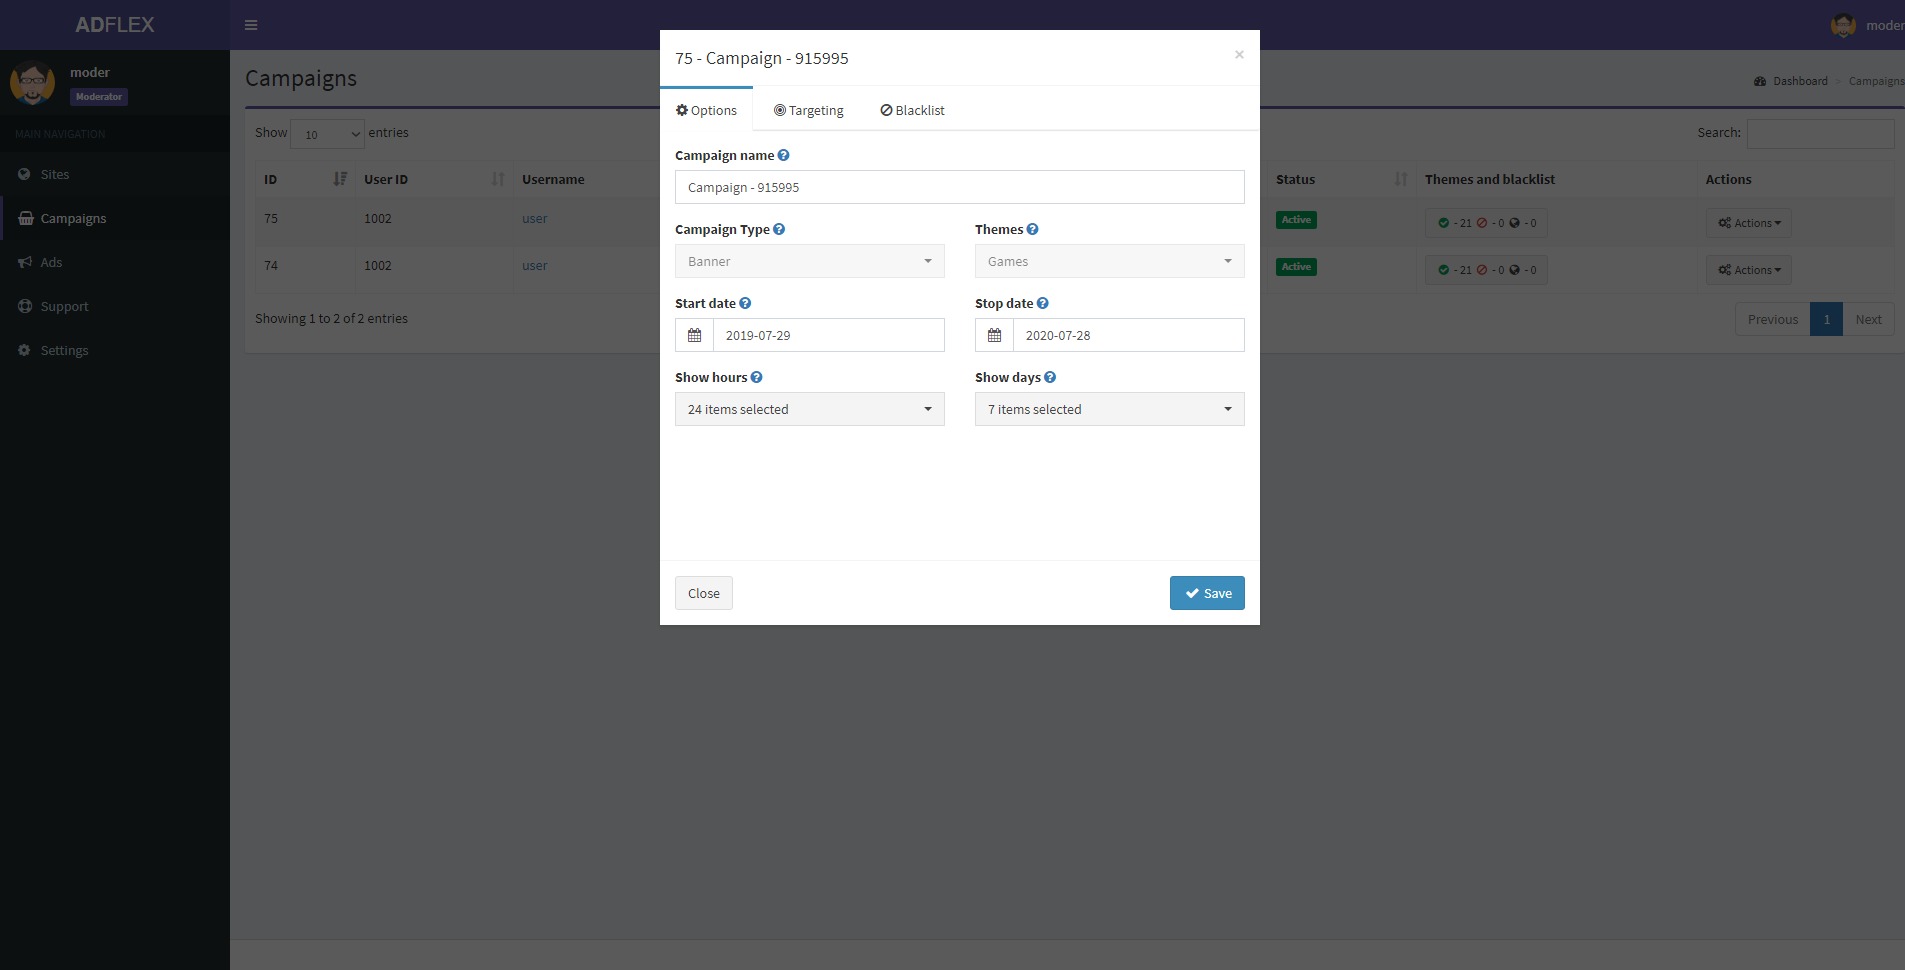 ADFLEX
moder
moder
Moderator
MAIN NAVIGATION
Sites
Campaigns
Ads
Support
Settings
Campaigns
Dashboard > Campaigns
Show 10 entries
Search:
ID User ID Username Status Themes and blacklist Actions
75 1002 user Active - 21 - 0 - 0 Actions
74 1002 user Active - 21 - 0 - 0 Actions
Showing 1 to 2 of 2 entries
Previous 1 Next
75 - Campaign - 915995 ×
Options Targeting Blacklist
Campaign name
Campaign - 915995
Campaign Type Themes
Banner Games
Start date Stop date
2019-07-29 2020-07-28
Show hours Show days
24 items selected 7 items selected
Close Save